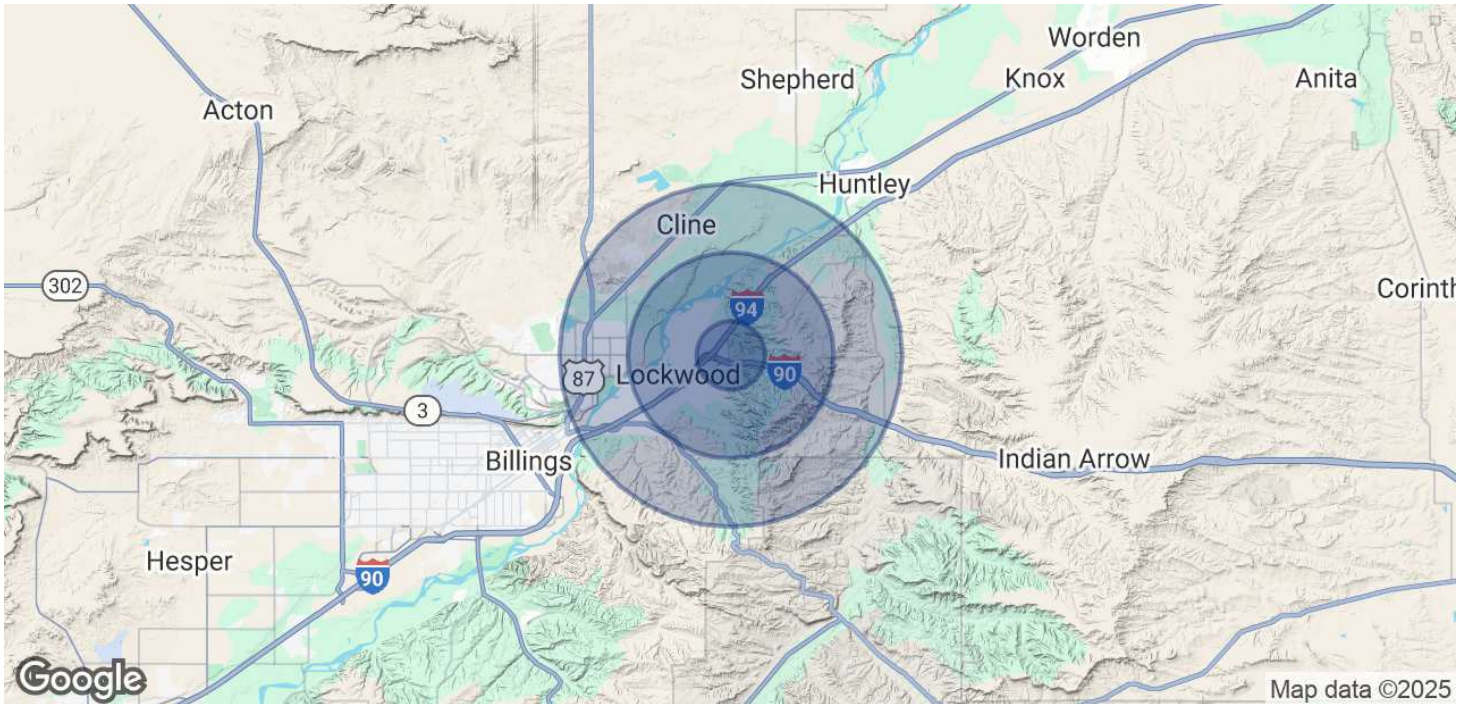 Worden
Shepherd
Knox
Anita
Acton
Huntley
Cline
302
94
Corinth
87
Lockwood
90
3
Billings
Indian Arrow
Hesper
90
Google
Map data ©2025